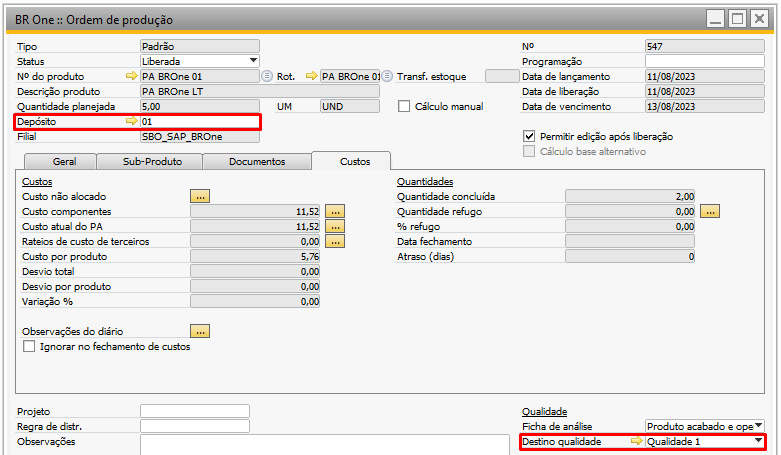 BR One :: Ordem de produção
Tipo Padrão Nº 547
Status Liberada Programação
Nº do produto PA BROne 01 Rot. PA BROne 01 Transf. estoque Data de lançamento 11/08/2023
Descrição produto PA BROne LT Data de liberação 11/08/2023
Quantidade planejada 5,00 UM UND Cálculo manual Data de vencimento 13/08/2023
Depósito 01
Filial SBO_SAP_BROne Permitir edição após liberação
Cálculo base alternativo
Geral Sub-Produto Documentos Custos
Custos Quantidades
Custo não alocado ... Quantidade concluída 2,00
Custo componentes 11,52 ... Quantidade refugo 0,00 ...
Custo atual do PA 11,52 ... % refugo 0,00
Rateios de custo de terceiros 0,00 ... Data fechamento
Custo por produto 5,76 Atraso (dias) 0
Desvio total 0,00
Desvio por produto 0,00
Variação % 0,00
Observações do diário ...
Ignorar no fechamento de custos
Projeto Qualidade
Regra de distr. Ficha de análise Produto acabado e ope
Observações Destino qualidade Qualidade 1